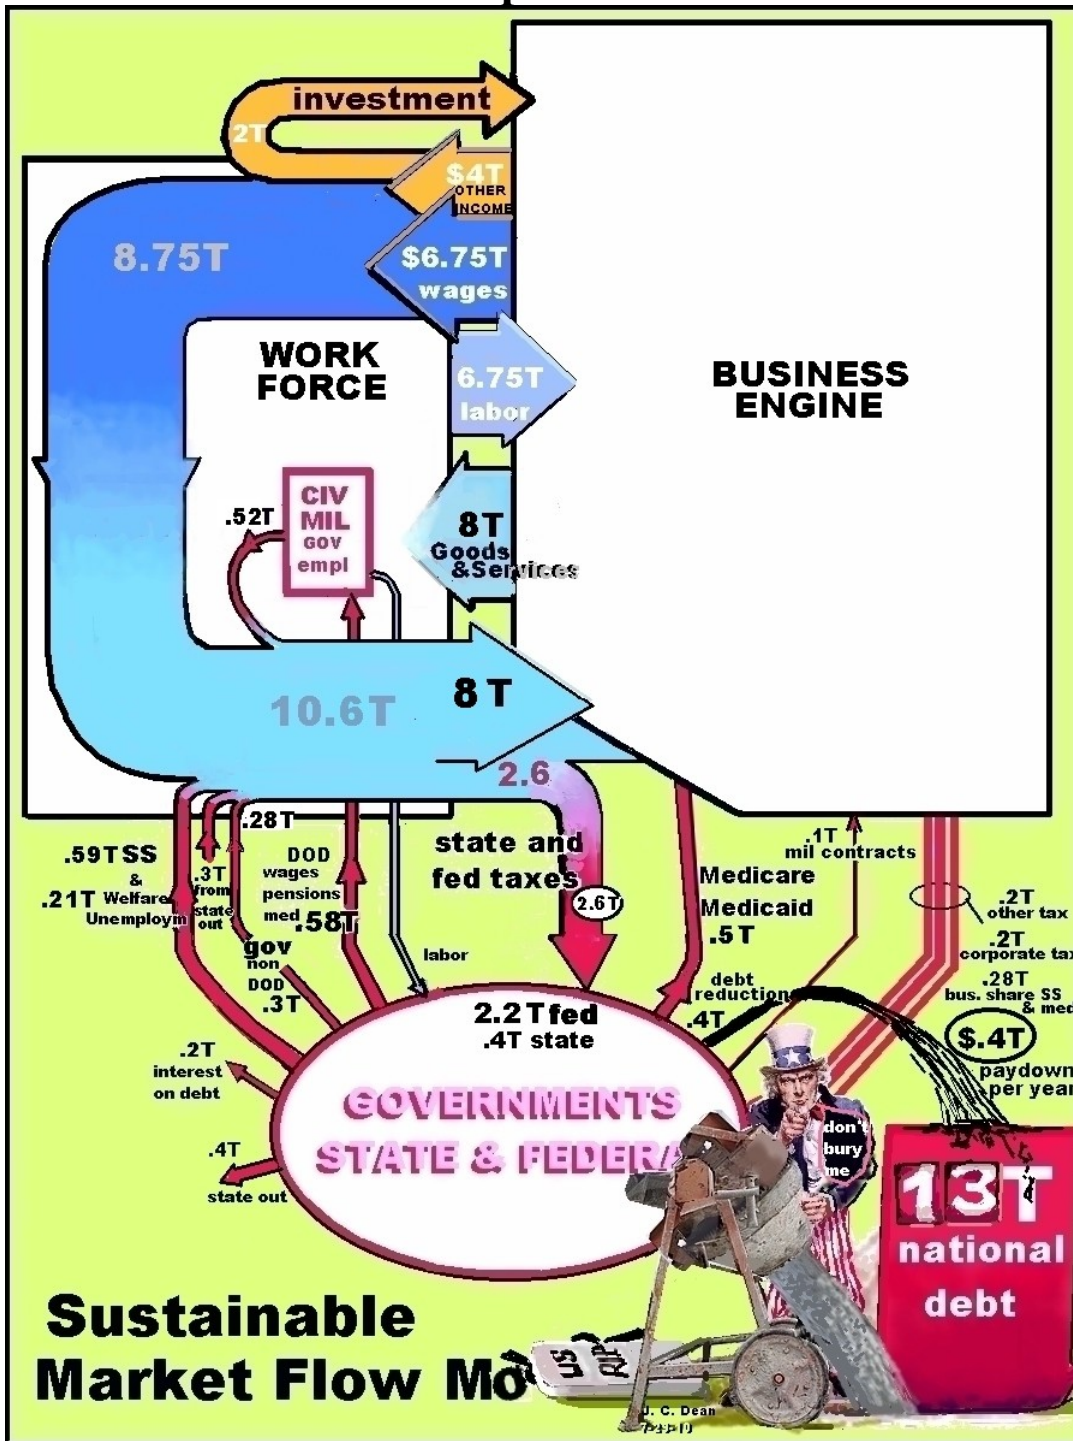 investment
2T
$4T
OTHER
INCOME
8.75T
$6.75T
wages
WORK
FORCE
6.75T
labor
BUSINESS
ENGINE
CIV
MIL
GOV
empl
.52T
8T
Goods
&Services
10.6T
8T
2.6
.28T
.59T SS
&
.21T Welfare
Unemploym
.3T
from
state
out
DOD
wages
pensions
med
.58T
gov
non
DOD
.3T
labor
state and
fed taxes
2.6T
Medicare
Medicaid
.5T
debt
reduction
.4T
.1T
mil contracts
.2T
other tax
.2T
corporate tax
.28T
bus. share SS
& med
$.4T
paydown
per year
2.2T fed
.4T state
.2T
interest
on debt
.4T
state out
GOVERNMENTS
STATE & FEDERA
don't
bury
me
13T
national
debt
Sustainable
Market Flow Mo
US
RIP
J. C. Dean